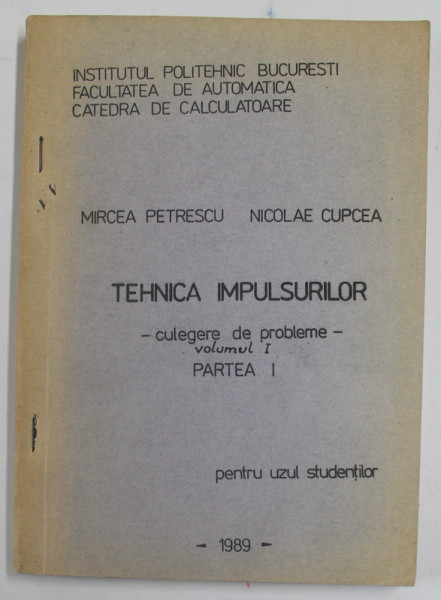 INSTITUTUL POLITEHNIC BUCURESTI
FACULTATEA DE AUTOMATICA
CATEDRA DE CALCULATOARE
MIRCEA PETRESCU NICOLAE CUPCEA
TEHNICA IMPULSURILOR
- culegere de probleme -
volumul I
PARTEA I
pentru uzul studenților
- 1989 -